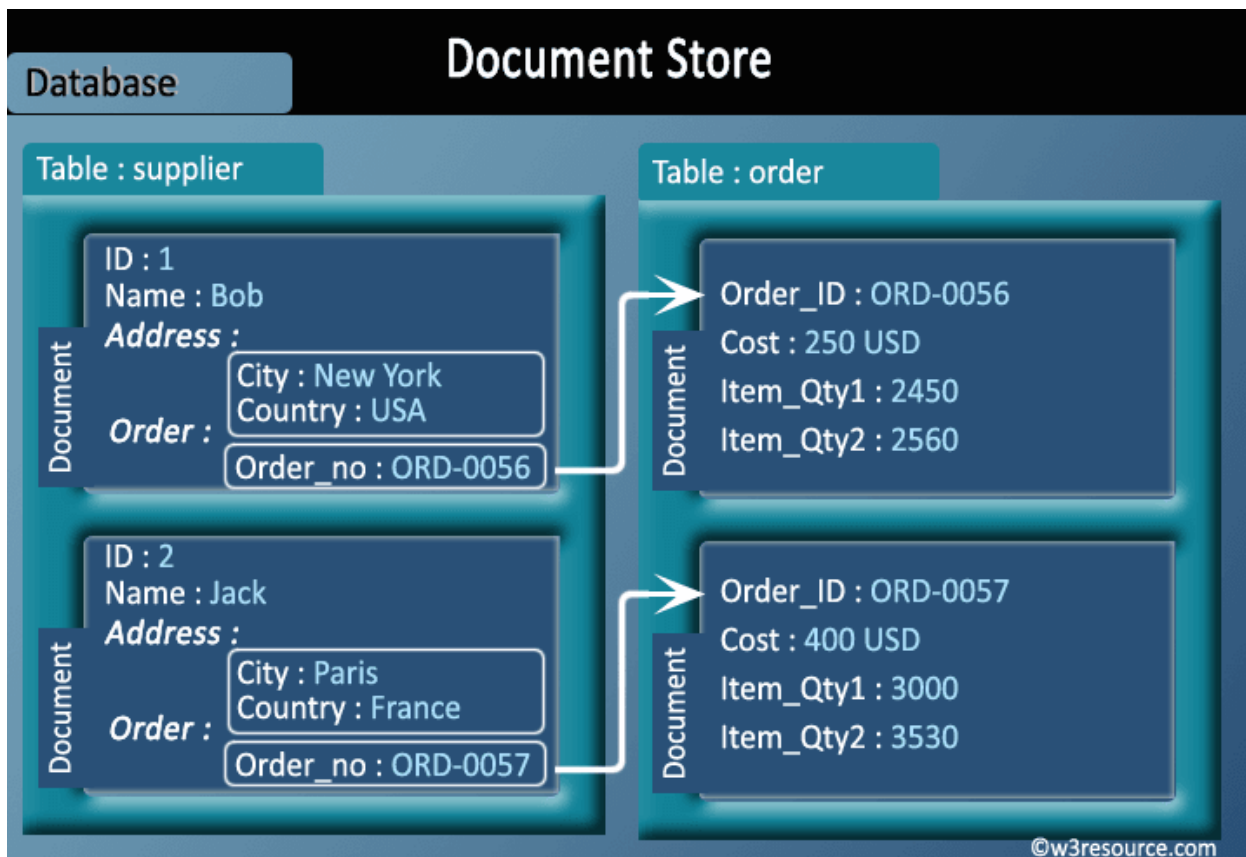 Document Store
Database
Table : supplier
Document
ID : 1
Name : Bob
Address :
City : New York
Country : USA
Order :
Order_no : ORD-0056
Document
ID : 2
Name : Jack
Address :
City : Paris
Country : France
Order :
Order_no : ORD-0057
Table : order
Document
Order_ID : ORD-0056
Cost : 250 USD
Item_Qty1 : 2450
Item_Qty2 : 2560
Document
Order_ID : ORD-0057
Cost : 400 USD
Item_Qty1 : 3000
Item_Qty2 : 3530
©w3resource.com